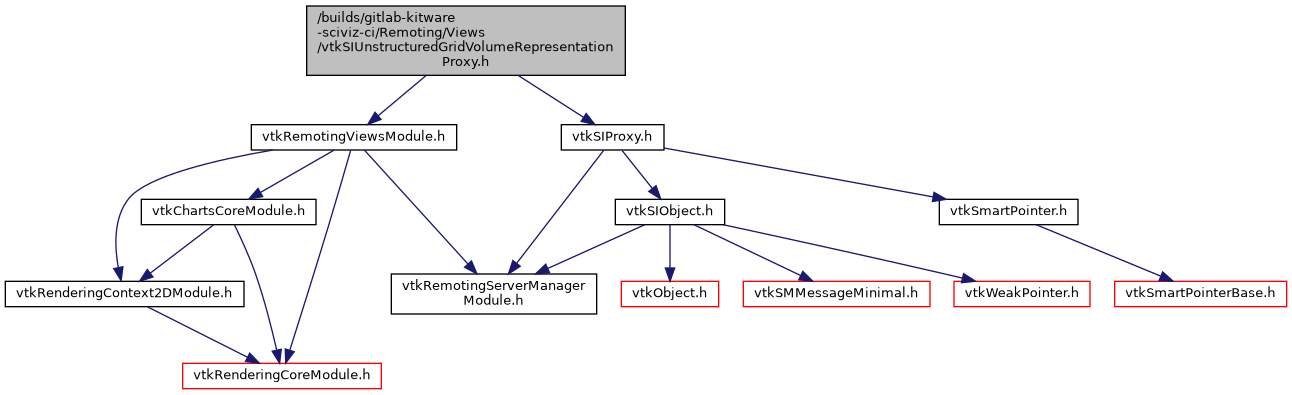 /builds/gitlab-kitware
-sciviz-ci/Remoting/Views
/vtkSIUnstructuredGridVolumeRepresentation
Proxy.h
vtkRemotingViewsModule.h
vtkSIProxy.h
vtkChartsCoreModule.h
vtkSIObject.h
vtkSmartPointer.h
vtkRenderingContext2DModule.h
vtkRemotingServerManager
Module.h
vtkObject.h
vtkSMMessageMinimal.h
vtkWeakPointer.h
vtkSmartPointerBase.h
vtkRenderingCoreModule.h